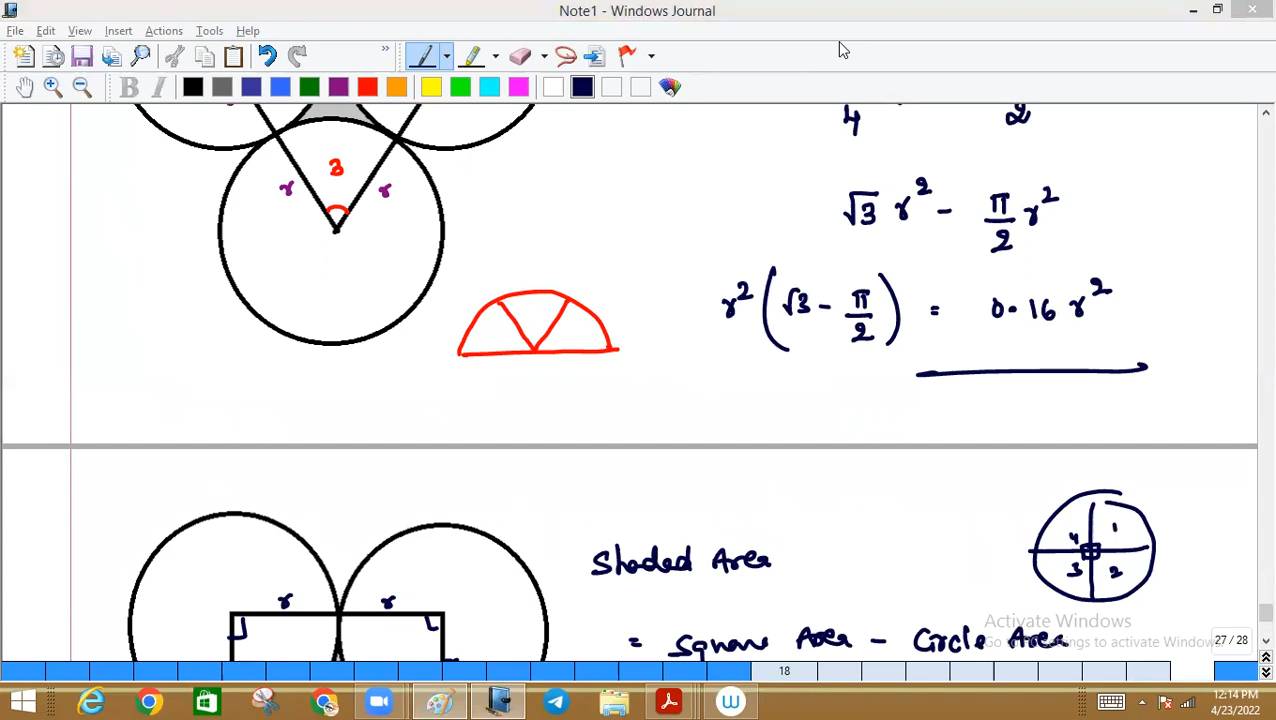 Note1 - Windows Journal
File Edit View Insert Actions Tools Help
B I
4 2
3
r r
√3 r² - π/2 r²
r² (√3 - π/2) = 0.16 r²
Shaded Area
4 1
3 2
r r
= Square Area - Circle Area
Activate Windows
Go to PC settings to activate Windows.
27 / 28
18
W
12:14 PM
4/23/2022